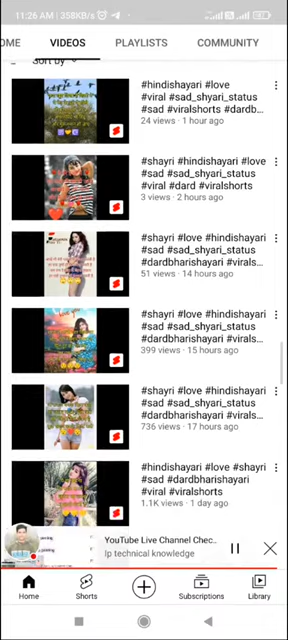 11:26 AM | 883KB/s
OME VIDEOS PLAYLISTS COMMUNITY
Sort by
#hindishayari #love
#viral #sad_shyari_status
#sad #viralshorts #dardb...
24 views · 1 hour ago
#shayri #hindishayari #love
#sad #sad_shyari_status
#viral #dard #viralshorts
3 views · 2 hours ago
#shayri #love #hindishayari
#sad #sad_shyari_status
#dardbharishayari #virals...
51 views · 14 hours ago
#shayri #love #hindishayari
#sad #sad_shyari_status
#dardbharishayari #virals...
399 views · 15 hours ago
#shayri #love #hindishayari
#sad #sad_shyari_status
#dardbharishayari #virals...
736 views · 17 hours ago
#hindishayari #love #shayri
#sad #dardbharishayari
#viral #viralshorts
1.1K views · 1 day ago
YouTube Live Channel Chec..
lp technical knowledge
Home Shorts Subscriptions Library